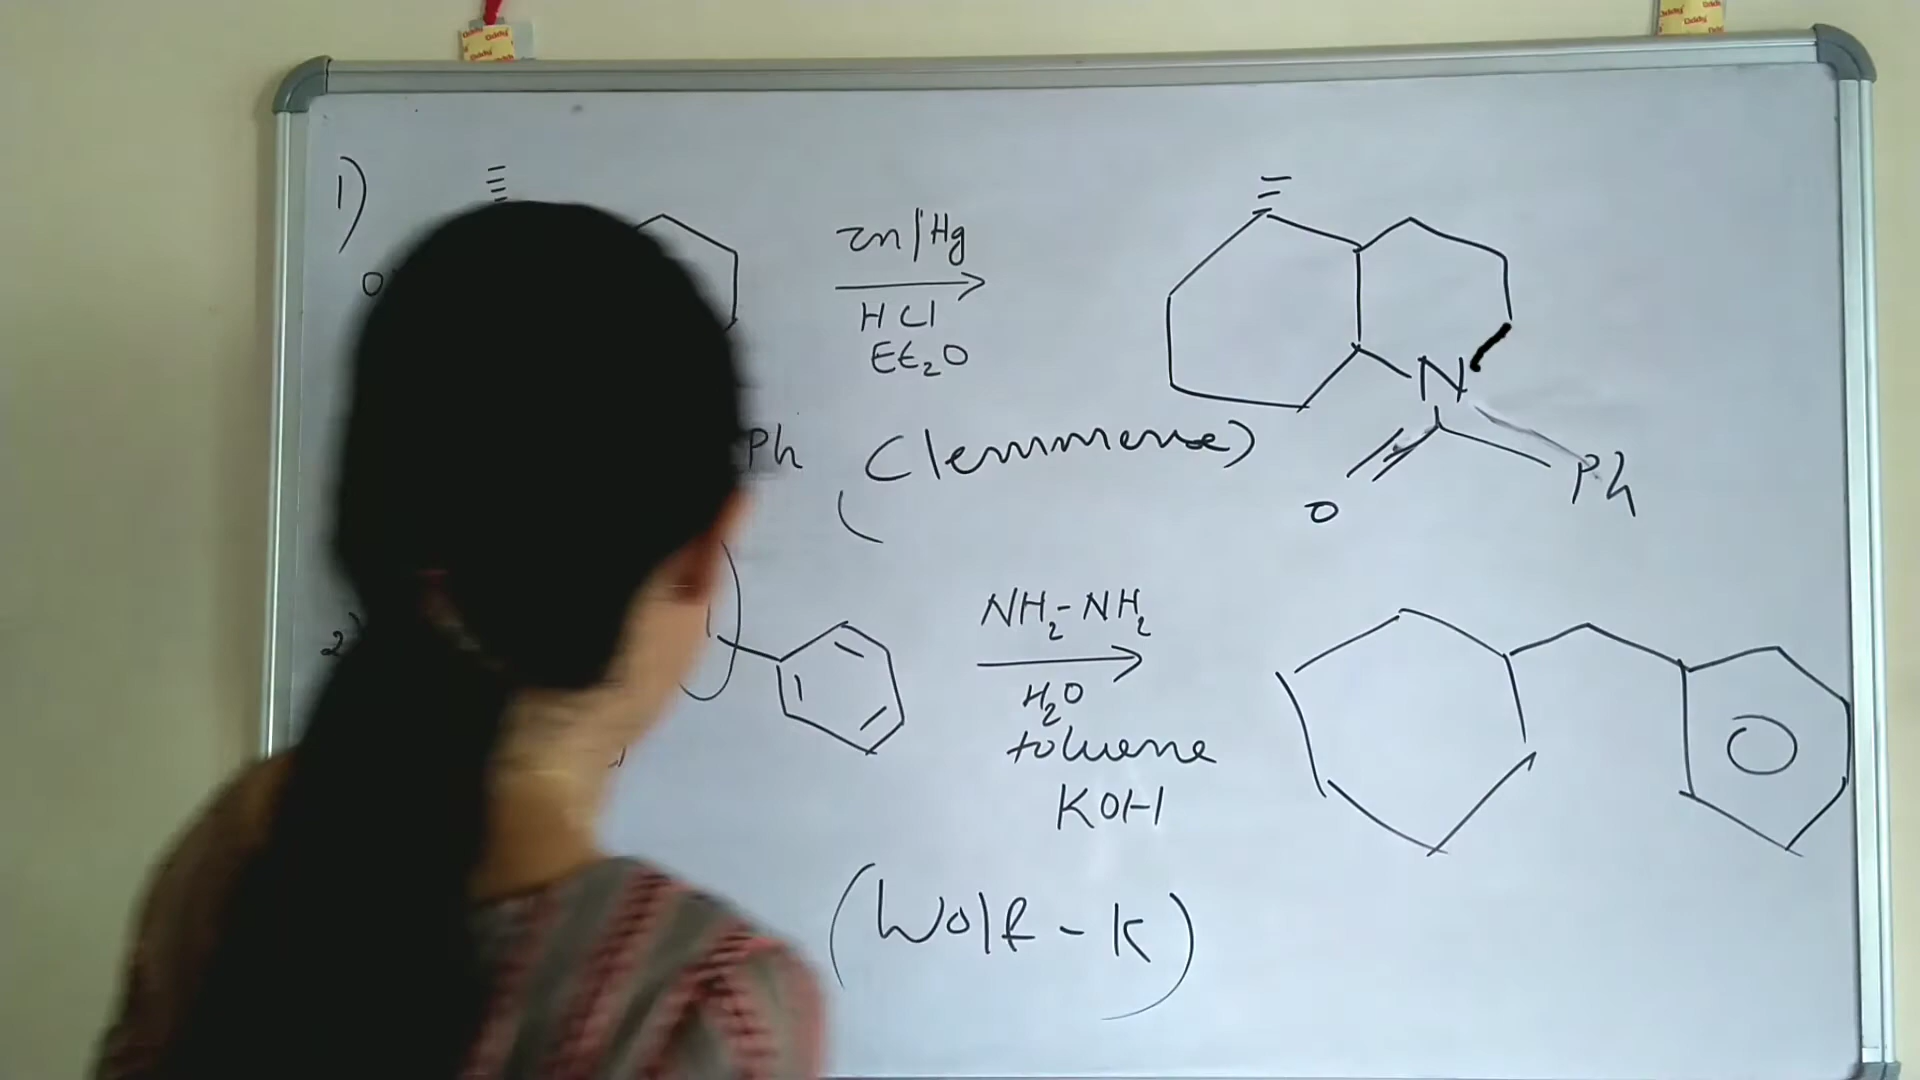 1)
O
Zn/Hg
HCl
Et2O
Ph
(Clemmense)
N
O
Ph
2)
NH2-NH2
H2O
toluene
KOH
(Wolf-K)